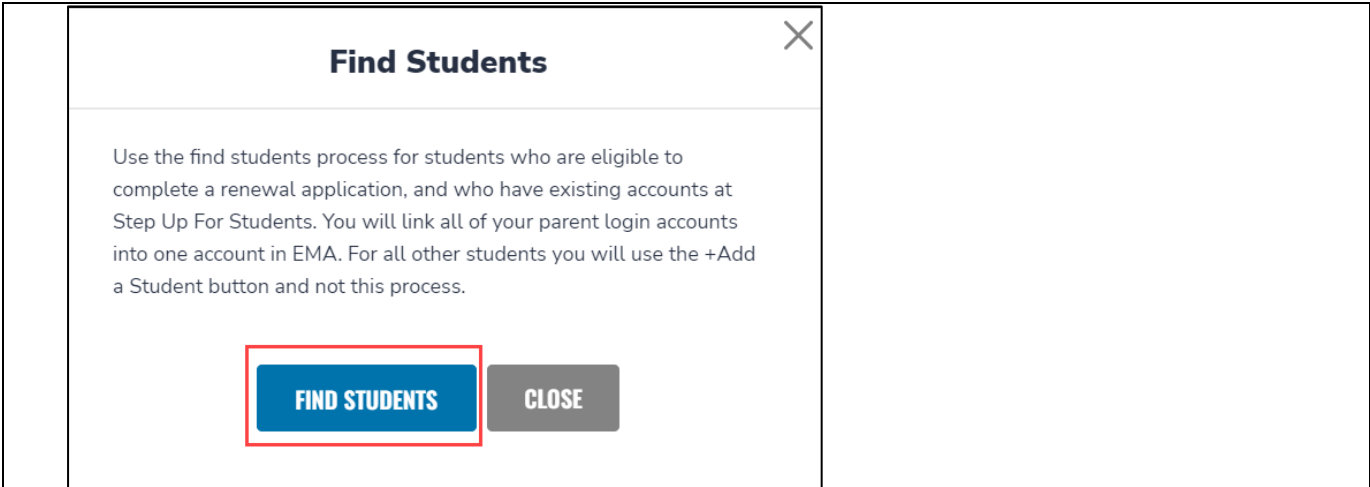 Find Students
Use the find students process for students who are eligible to
complete a renewal application, and who have existing accounts at
Step Up For Students. You will link all of your parent login accounts
into one account in EMA. For all other students you will use the +Add
a Student button and not this process.
FIND STUDENTS
CLOSE